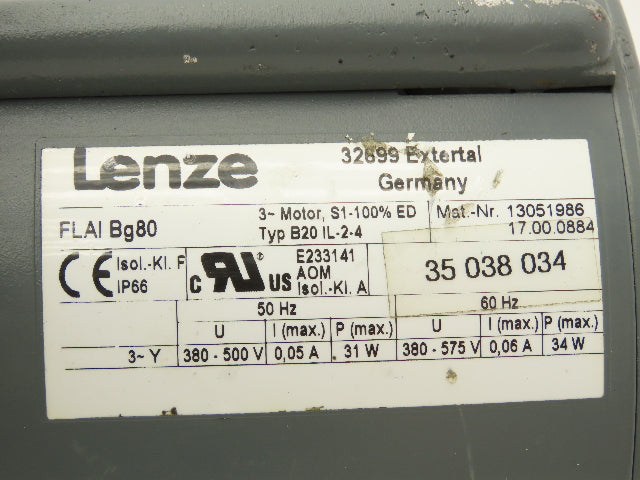 Lenze
32699 Extertal
Germany
FLAI Bg80
3~ Motor, S1-100% ED
Typ B20 IL-2-4
Mat.-Nr. 13051986
17.00.0884
CE Isol.-Kl. F
IP66
c RU ® US
E233141
AOM
Isol.-Kl. A
35 038 034
50 Hz 60 Hz
U I (max.) P (max.) U I (max.) P (max.)
3~ Y 380 - 500 V 0,05 A 31 W 380 - 575 V 0,06 A 34 W